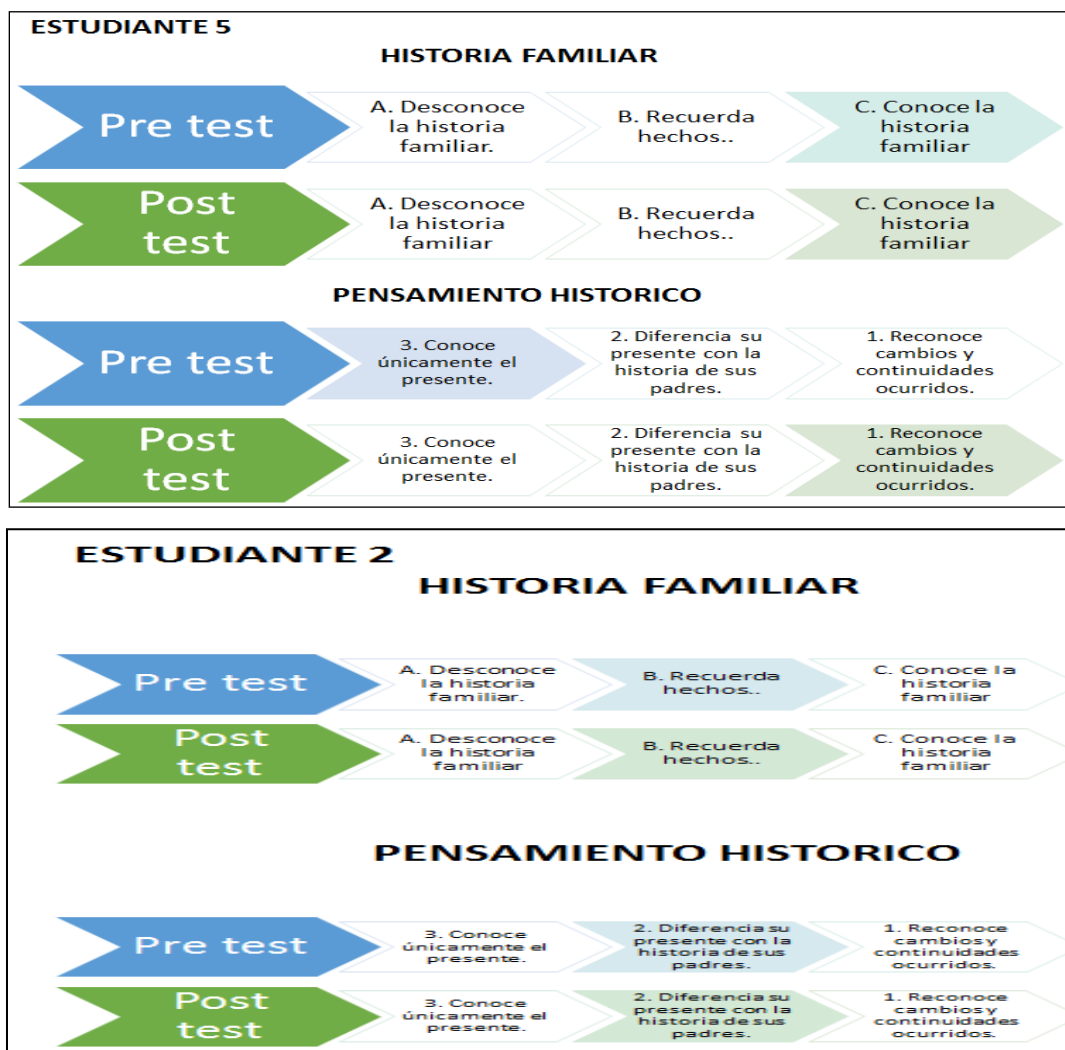 ESTUDIANTE 5
HISTORIA FAMILIAR
Pre test
A. Desconoce
la historia
familiar.
B. Recuerda
hechos..
C. Conoce la
historia
familiar
Post
test
A. Desconoce
la historia
familiar
B. Recuerda
hechos..
C. Conoce la
historia
familiar
PENSAMIENTO HISTORICO
Pre test
3. Conoce
únicamente el
presente.
2. Diferencia su
presente con la
historia de sus
padres.
1. Reconoce
cambios y
continuidades
ocurridos.
Post
test
3. Conoce
únicamente el
presente.
2. Diferencia su
presente con la
historia de sus
padres.
1. Reconoce
cambios y
continuidades
ocurridos.
ESTUDIANTE 2
HISTORIA FAMILIAR
Pre test
A. Desconoce
la historia
familiar.
B. Recuerda
hechos..
C. Conoce la
historia
familiar
Post
test
A. Desconoce
la historia
familiar
B. Recuerda
hechos..
C. Conoce la
historia
familiar
PENSAMIENTO HISTORICO
Pre test
3. Conoce
únicamente el
presente.
2. Diferencia su
presente con la
historia de sus
padres.
1. Reconoce
cambios y
continuidades
ocurridos.
Post
test
3. Conoce
únicamente el
presente.
2. Diferencia su
presente con la
historia de sus
padres.
1. Reconoce
cambios y
continuidades
ocurridos.